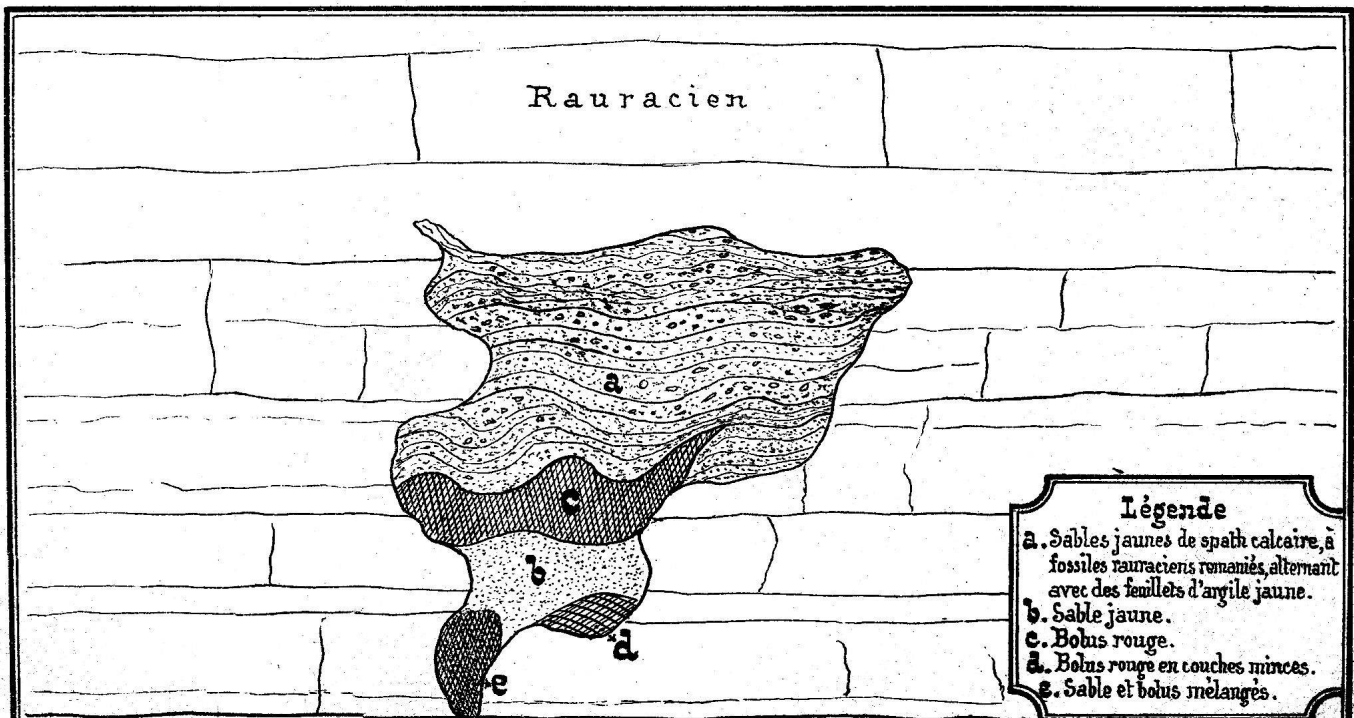 Rauracien
a
c
b
d
e
Légende
a. Sables jaunes de spath calcaire, à
fossiles rauraciens remaniés, alternant
avec des feuillets d'argile jaune.
b. Sable jaune.
c. Bolus rouge.
d. Bolus rouge en couches minces.
e. Sable et bolus mélangés.